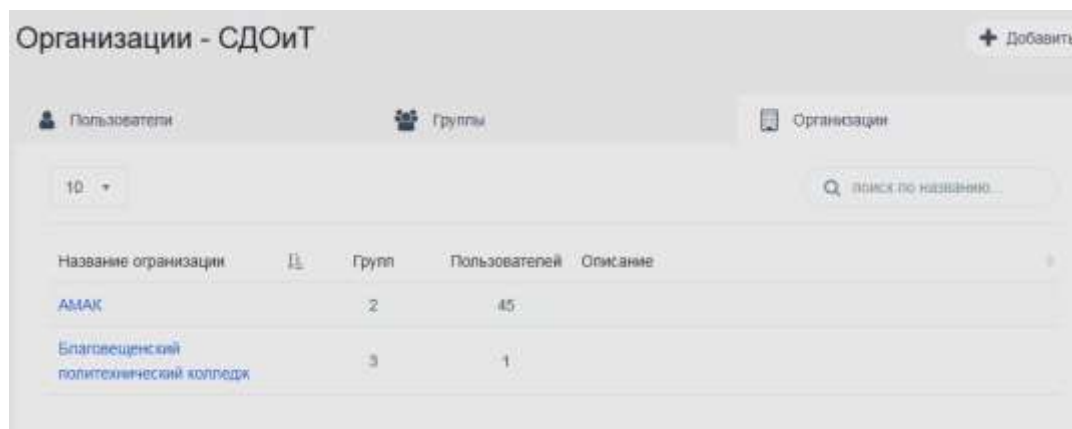 Организации - СДОиТ
Добавить
Пользователи
Группы
Организации
10
поиск по названию...
Название огранизации Групп Пользователей Описание
АМАК 2 45
Благовещенский
политехнический колледж 3 1